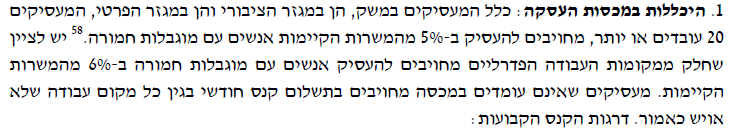 1. היכללות במכסות העסקה: כלל המעסיקים במשק, הן במגזר הציבורי והן במגזר הפרטי, המעסיקים
20 עובדים או יותר, מחויבים להעסיק ב-5% מהמשרות הקיימות אנשים עם מוגבלות חמורה.58 יש לציין
שחלק ממקומות העבודה הפדרליים מחויבים להעסיק אנשים עם מוגבלות חמורה ב-6% מהמשרות
הקיימות. מעסיקים שאינם עומדים במכסה מחויבים בתשלום קנס חודשי בגין כל מקום עבודה שלא
אויש כאמור. דרגות הקנס הקבועות: